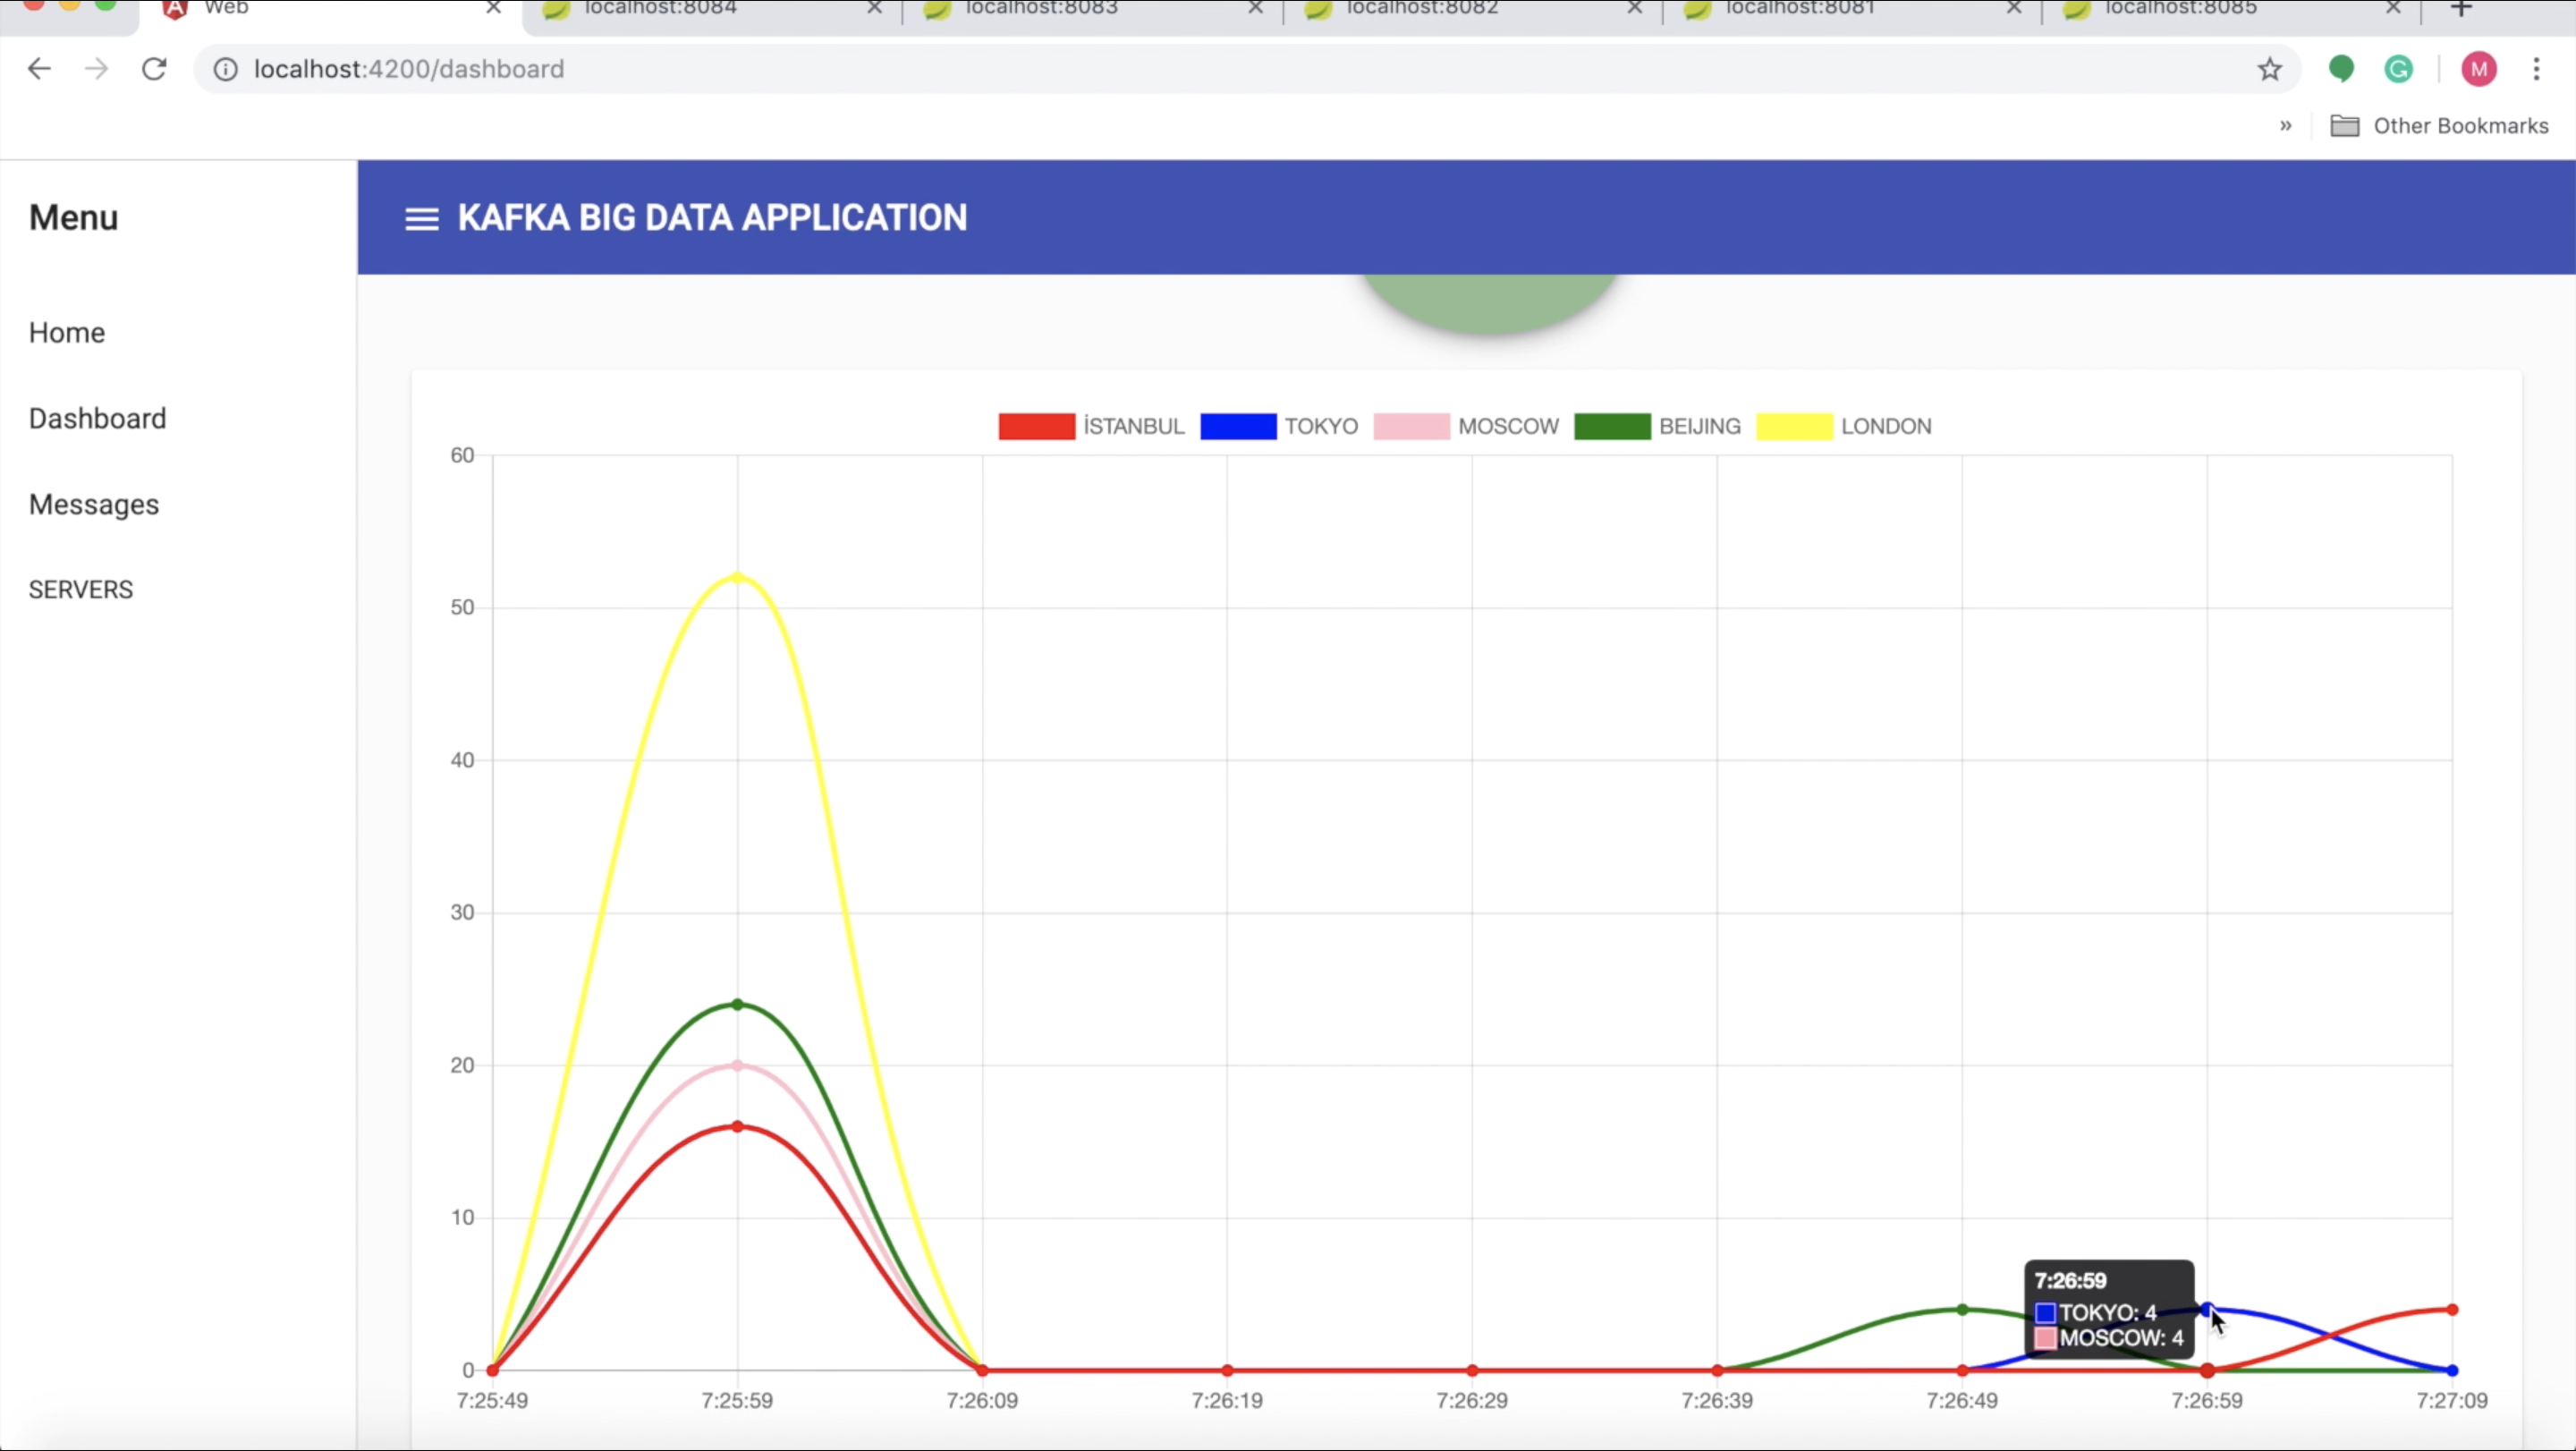 Web localhost:8084 localhost:8083 localhost:8082 localhost:8081 localhost:8085
localhost:4200/dashboard
M
» Other Bookmarks
Menu
KAFKA BIG DATA APPLICATION
Home
Dashboard
Messages
SERVERS
İSTANBUL TOKYO MOSCOW BEIJING LONDON
60
50
40
30
20
10
0
7:26:59
TOKYO: 4
MOSCOW: 4
7:25:49 7:25:59 7:26:09 7:26:19 7:26:29 7:26:39 7:26:49 7:26:59 7:27:09